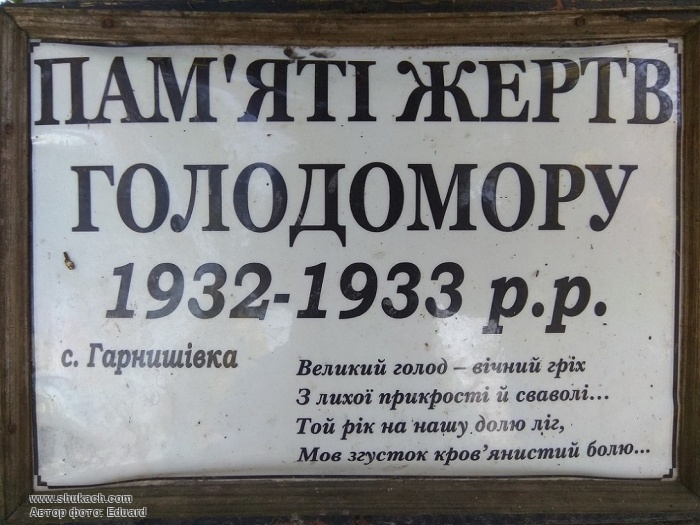 ПАМ'ЯТІ ЖЕРТВ
ГОЛОДОМОРУ
1932-1933 р.р.
с. Гарнишівка
Великий голод – вічний гріх
З лихої прикрості й сваволі...
Той рік на нашу долю ліг,
Мов згусток кров’янистий болю...
www.shukach.com
Автор фото: Eduard